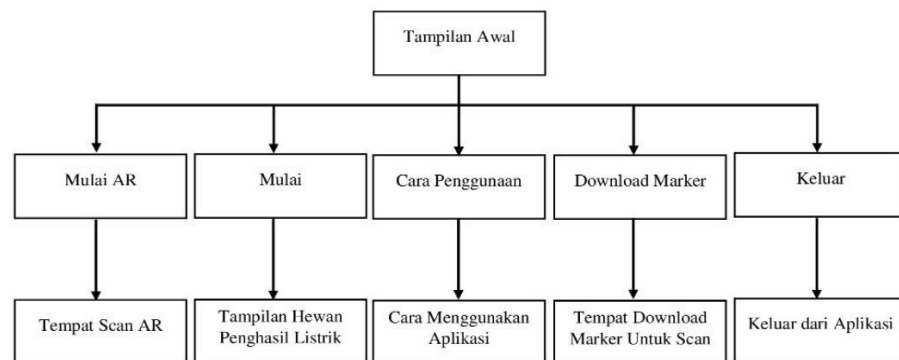 Tampilan Awal
Mulai AR
Mulai
Cara Penggunaan
Download Marker
Keluar
Tempat Scan AR
Tampilan Hewan
Penghasil Listrik
Cara Menggunakan
Aplikasi
Tempat Download
Marker Untuk Scan
Keluar dari Aplikasi